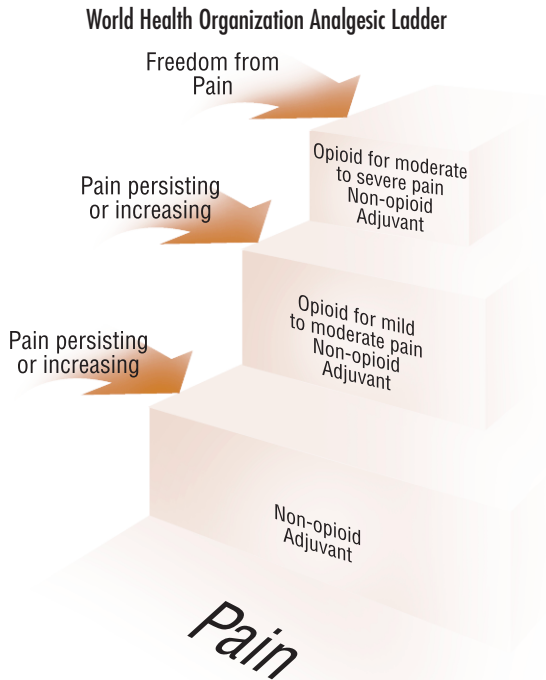 World Health Organization Analgesic Ladder
Freedom from
Pain
Opioid for moderate
to severe pain
Non-opioid
Adjuvant
Pain persisting
or increasing
Opioid for mild
to moderate pain
Non-opioid
Adjuvant
Pain persisting
or increasing
Non-opioid
Adjuvant
Pain